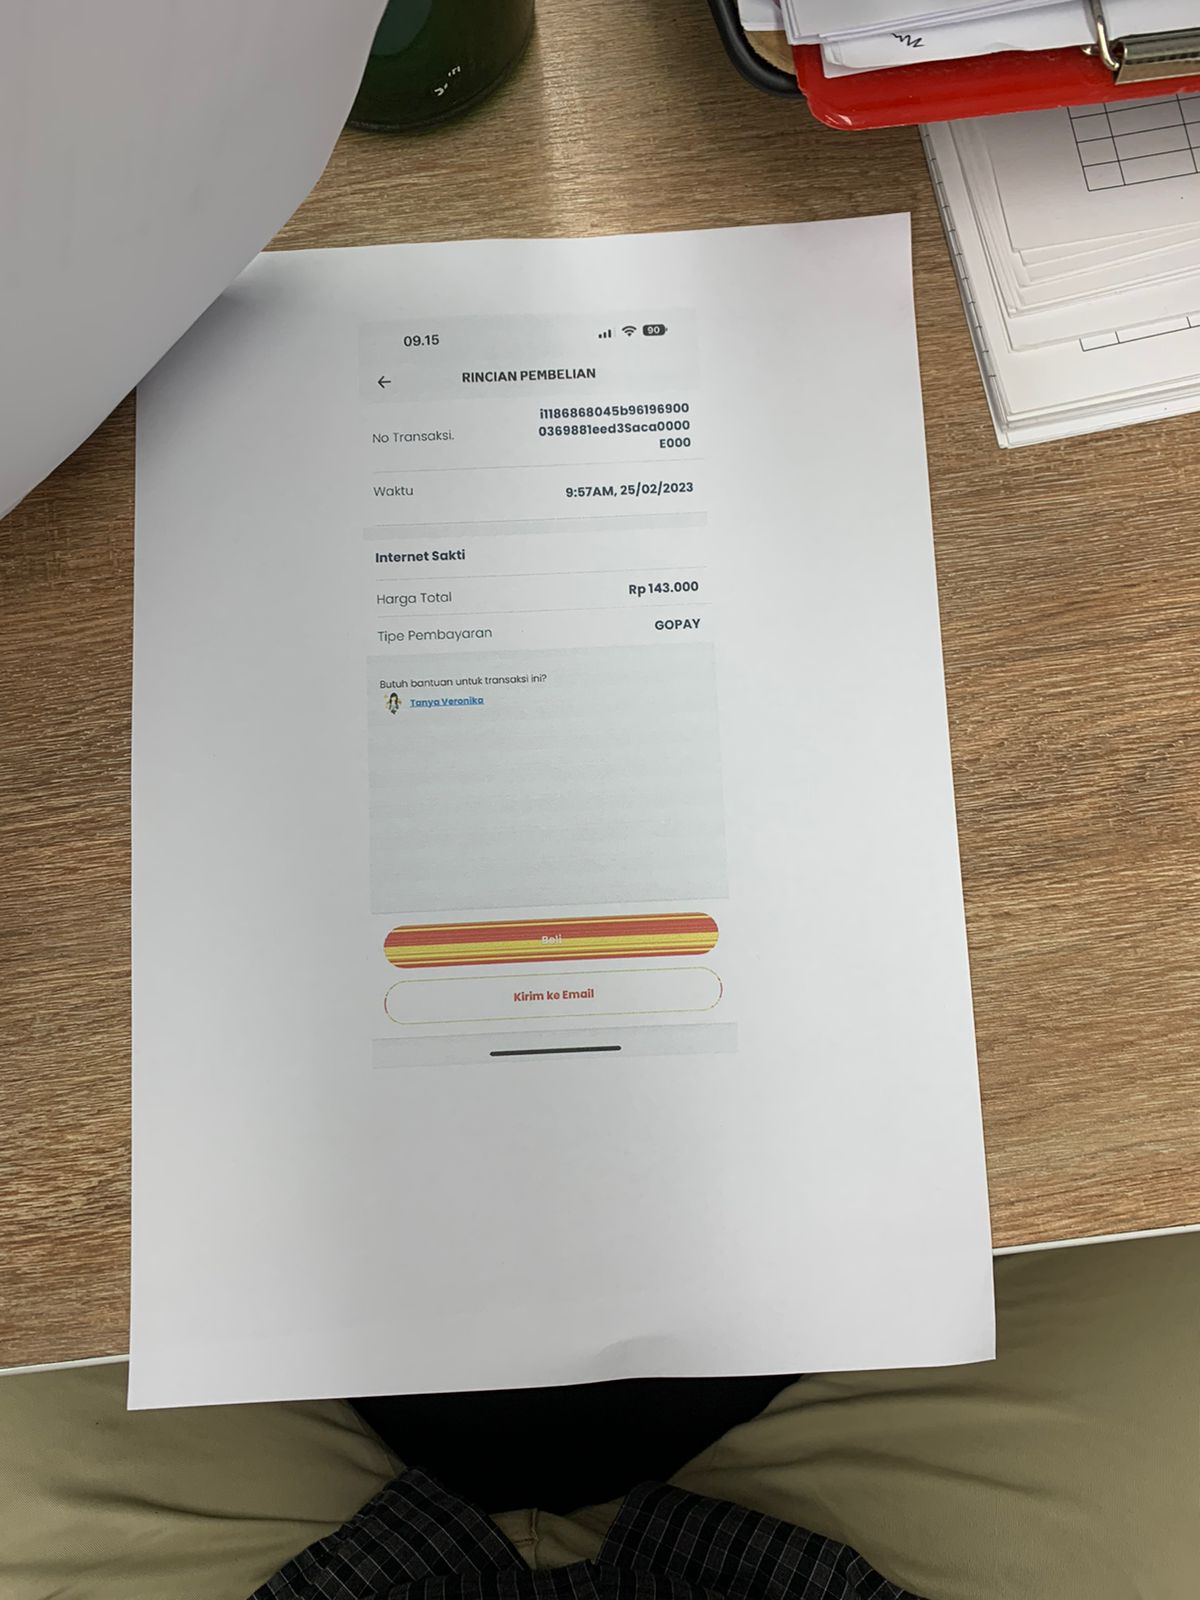 09.15
90
RINCIAN PEMBELIAN
No Transaksi.
i1186868045b96196900
0369881eed3Saca0000
E000
Waktu
9:57AM, 25/02/2023
Internet Sakti
Harga Total
Rp 143.000
Tipe Pembayaran
GOPAY
Butuh bantuan untuk transaksi ini?
Tanya Veronika
Beli
Kirim ke Email